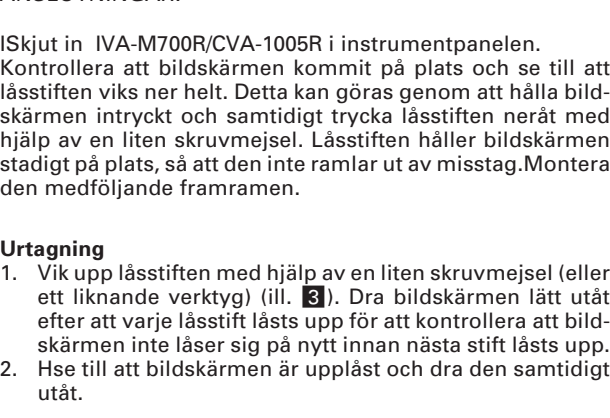 lSkjut in  IVA-M700R/CVA-1005R i instrumentpanelen.
Kontrollera att bildskärmen kommit på plats och se till att
låsstiften viks ner helt. Detta kan göras genom att hålla bild-
skärmen intryckt och samtidigt trycka låsstiften neråt med
hjälp av en liten skruvmejsel. Låsstiften håller bildskärmen
stadigt på plats, så att den inte ramlar ut av misstag.Montera
den medföljande framramen.
Urtagning
1. Vik upp låsstiften med hjälp av en liten skruvmejsel (eller
ett liknande verktyg) (ill. 3). Dra bildskärmen lätt utåt
efter att varje låsstift låsts upp för att kontrollera att bild-
skärmen inte låser sig på nytt innan nästa stift låsts upp.
2. Hse till att bildskärmen är upplåst och dra den samtidigt
utåt.